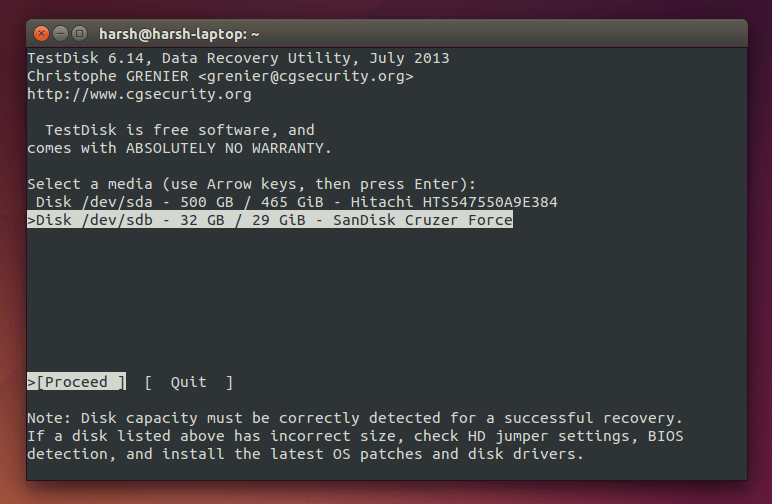 harsh@harsh-laptop: ~
TestDisk 6.14, Data Recovery Utility, July 2013
Christophe GRENIER <grenier@cgsecurity.org>
http://www.cgsecurity.org
TestDisk is free software, and
comes with ABSOLUTELY NO WARRANTY.
Select a media (use Arrow keys, then press Enter):
Disk /dev/sda - 500 GB / 465 GiB - Hitachi HTS547550A9E384
>Disk /dev/sdb - 32 GB / 29 GiB - SanDisk Cruzer Force
>[Proceed ]  [  Quit  ]
Note: Disk capacity must be correctly detected for a successful recovery.
If a disk listed above has incorrect size, check HD jumper settings, BIOS
detection, and install the latest OS patches and disk drivers.